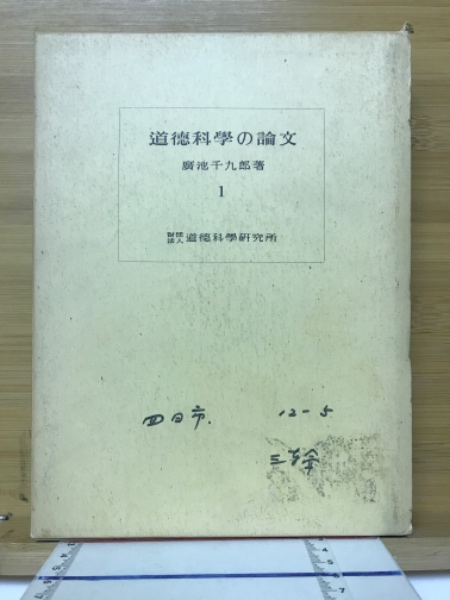 道徳科學の論文
廣池千九郎著
1
財団法人 道徳科學研究所
四日市. 12-5